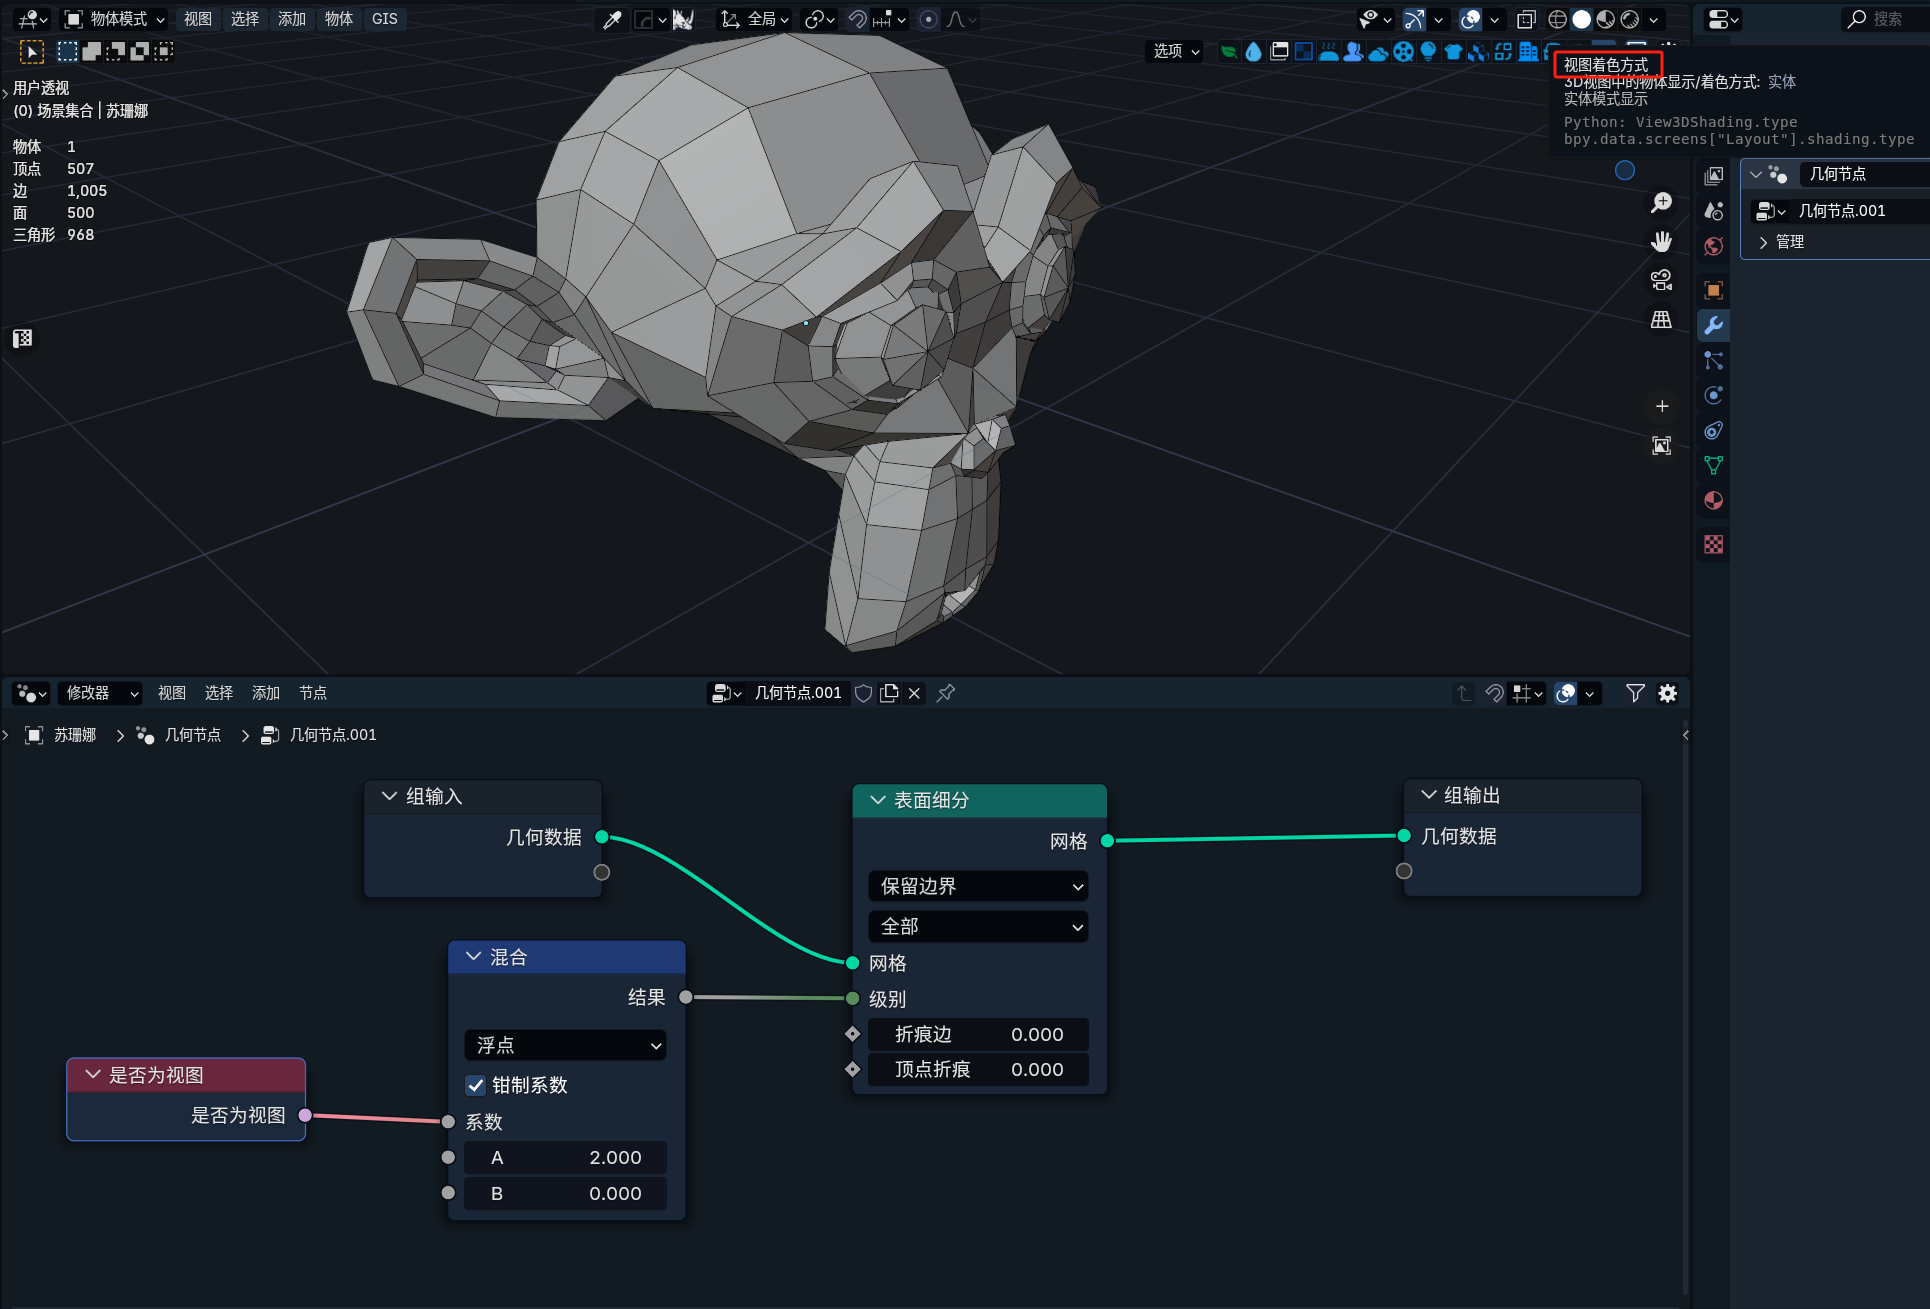 物体模式
视图
选择
添加
物体
GIS
全局
搜索
选项
用户透视
(0) 场景集合 | 苏珊娜
物体 1
顶点 507
边 1,005
面 500
三角形 968
视图着色方式
3D视图中的物体显示/着色方式: 实体
实体模式显示
Python: View3DShading.type
bpy.data.screens["Layout"].shading.type
几何节点
几何节点.001
管理
修改器
视图
选择
添加
节点
几何节点.001
苏珊娜
几何节点
几何节点.001
组输入
几何数据
表面细分
网格
保留边界
全部
网格
级别
折痕边 0.000
顶点折痕 0.000
组输出
几何数据
混合
结果
浮点
钳制系数
系数
A 2.000
B 0.000
是否为视图
是否为视图